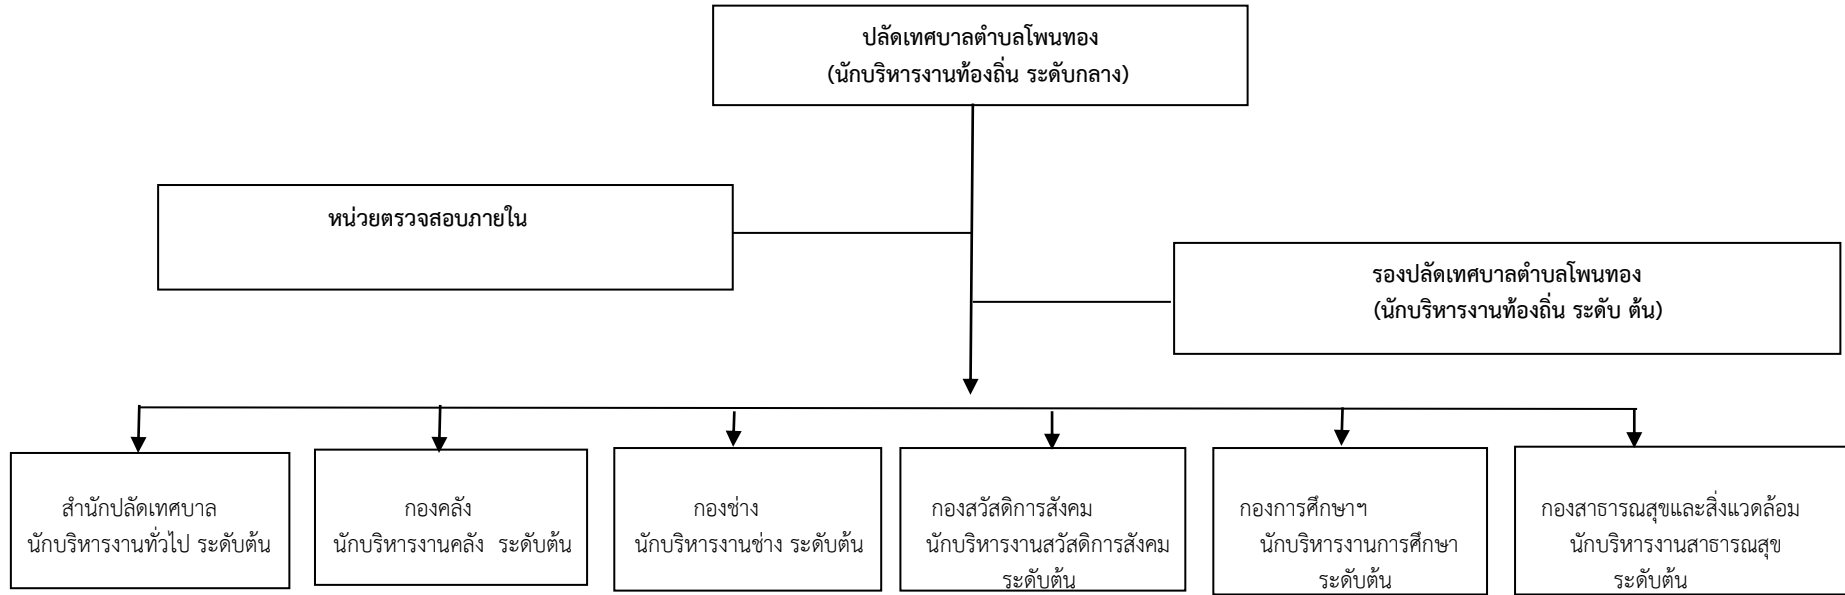 ปลัดเทศบาลตำบลโพนทอง
(นักบริหารงานท้องถิ่น ระดับกลาง)
หน่วยตรวจสอบภายใน
รองปลัดเทศบาลตำบลโพนทอง
(นักบริหารงานท้องถิ่น ระดับ ต้น)
สำนักปลัดเทศบาล
นักบริหารงานทั่วไป ระดับต้น
กองคลัง
นักบริหารงานคลัง ระดับต้น
กองช่าง
นักบริหารงานช่าง ระดับต้น
กองสวัสดิการสังคม
นักบริหารงานสวัสดิการสังคม
ระดับต้น
กองการศึกษาฯ
นักบริหารงานการศึกษา
ระดับต้น
กองสาธารณสุขและสิ่งแวดล้อม
นักบริหารงานสาธารณสุข
ระดับต้น